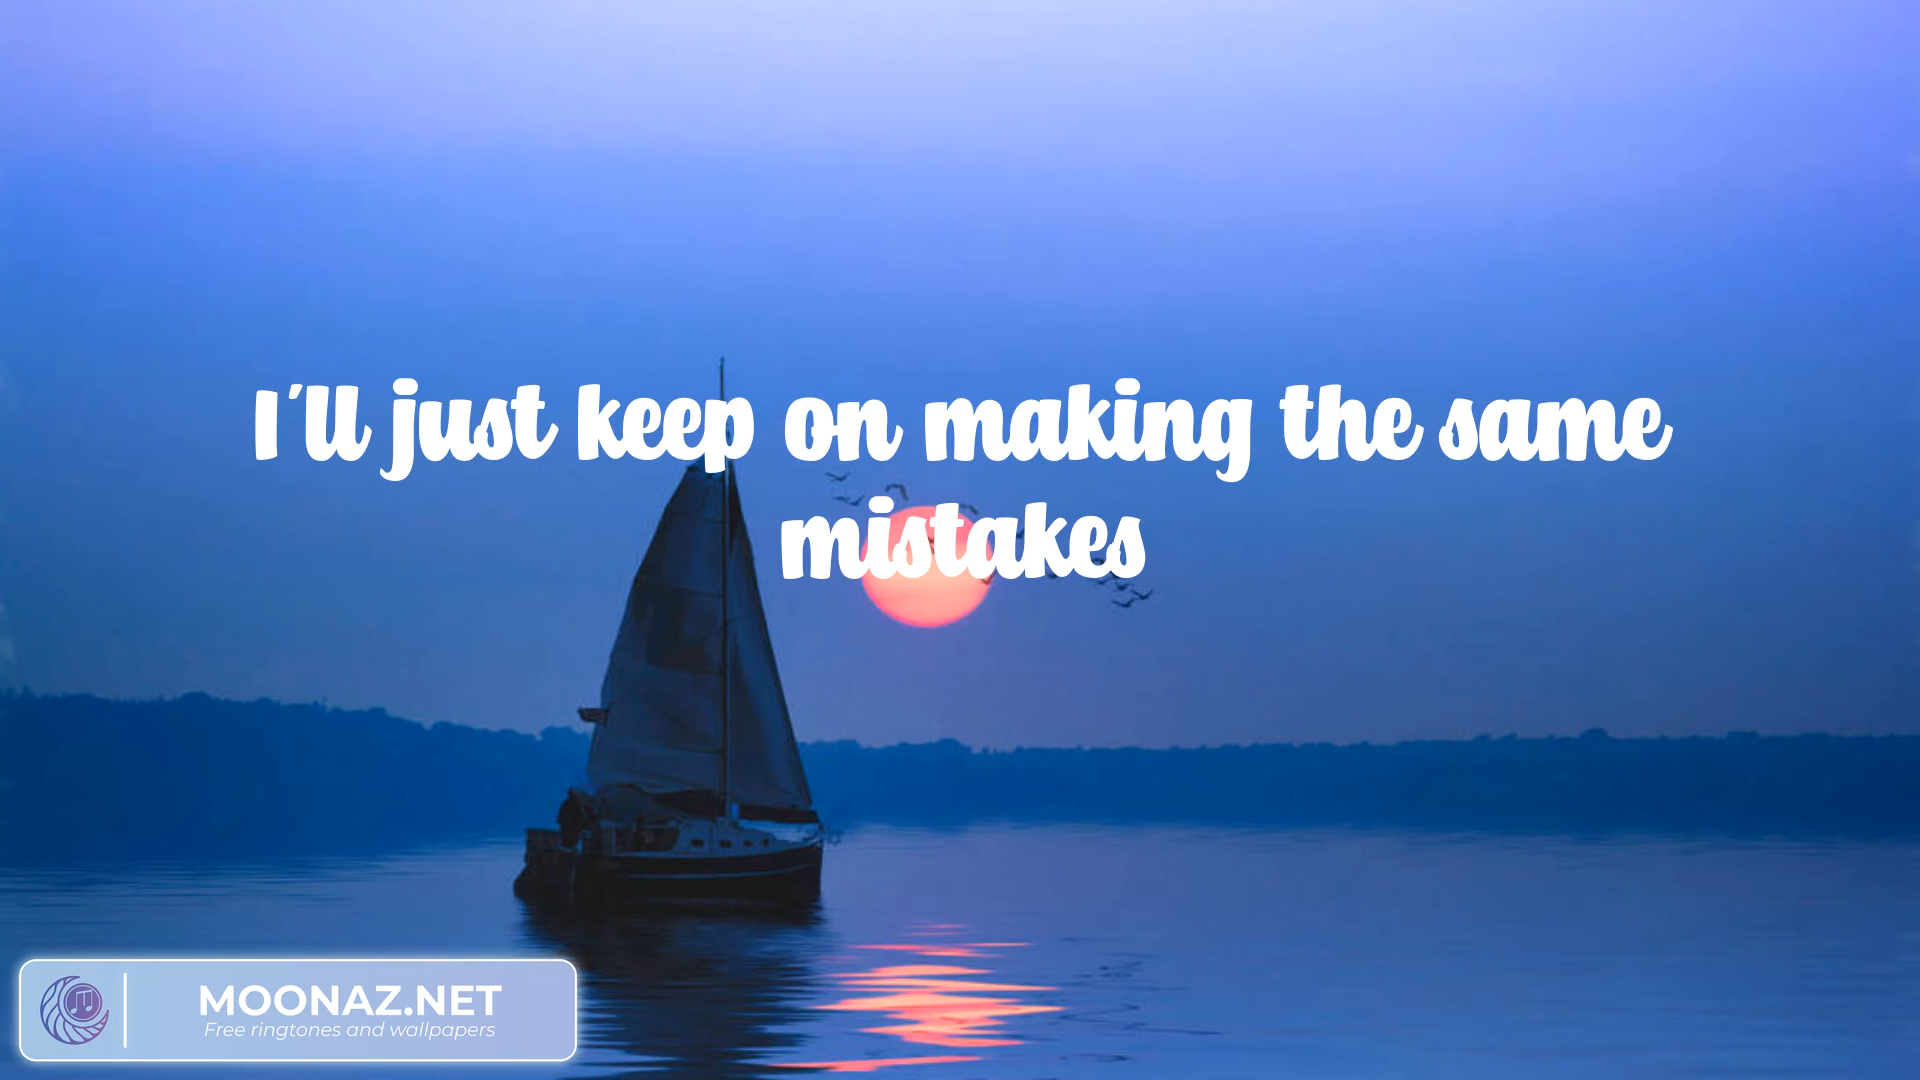 I'll just keep on making the same
mistakes
MOONAZ.NET
Free ringtones and wallpapers